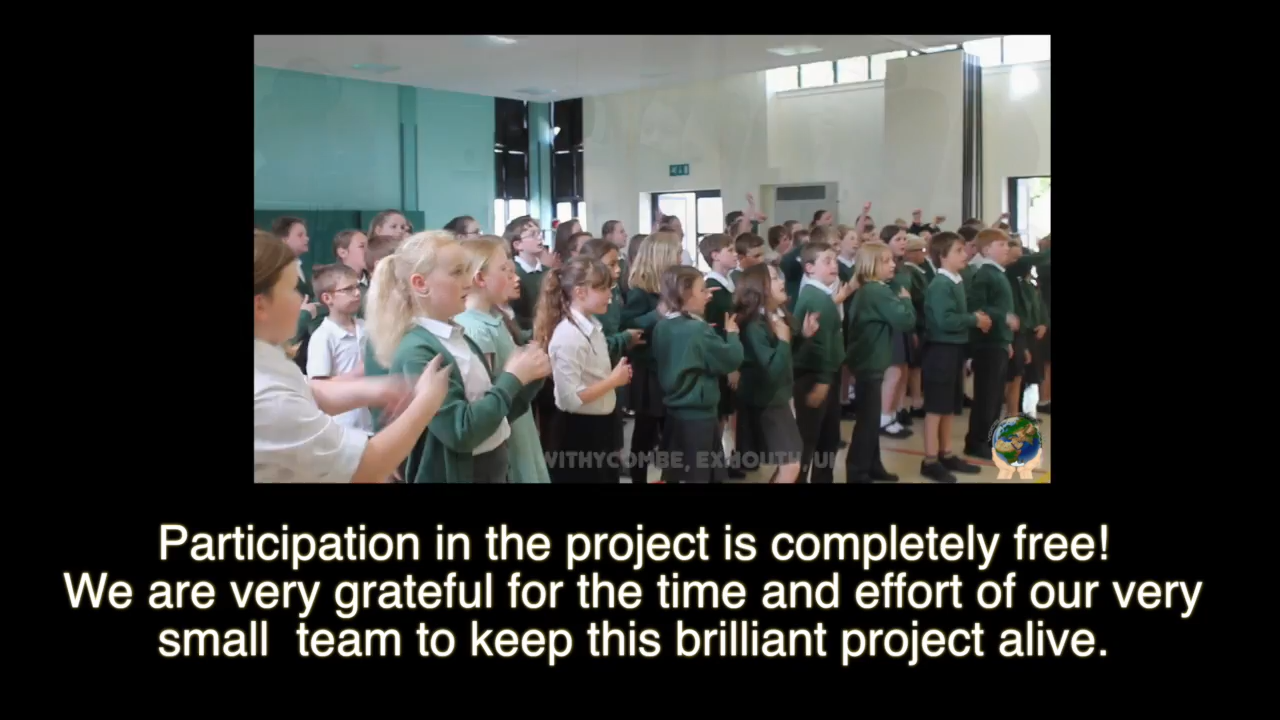 WITHYCOMBE, EXMOUTH, UK
Participation in the project is completely free!
We are very grateful for the time and effort of our very
small  team to keep this brilliant project alive.